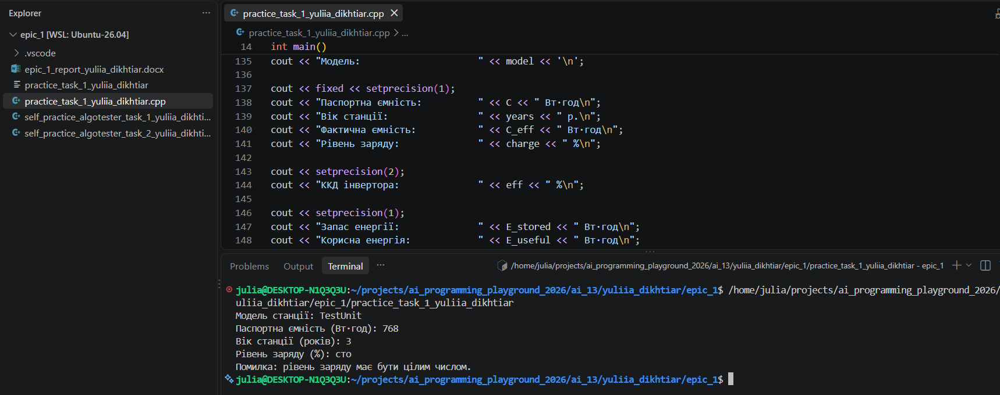 Explorer
epic_1 [WSL: Ubuntu-26.04]
.vscode
epic_1_report_yuliia_dikhtiar.docx
practice_task_1_yuliia_dikhtiar
practice_task_1_yuliia_dikhtiar.cpp
self_practice_algotester_task_1_yuliia_dikhti...
self_practice_algotester_task_2_yuliia_dikhti...
practice_task_1_yuliia_dikhtiar.cpp
practice_task_1_yuliia_dikhtiar.cpp > ...
14 int main()
135 cout << "Модель:                     " << model << '\n';
136
137 cout << fixed << setprecision(1);
138 cout << "Паспортна ємність:          " << C << " Вт·год\n";
139 cout << "Вік станції:                " << years << " р.\n";
140 cout << "Фактична ємність:           " << C_eff << " Вт·год\n";
141 cout << "Рівень заряду:              " << charge << " %\n";
142
143 cout << setprecision(2);
144 cout << "ККД інвертора:              " << eff << " %\n";
145
146 cout << setprecision(1);
147 cout << "Запас енергії:              " << E_stored << " Вт·год\n";
148 cout << "Корисна енергія:            " << E_useful << " Вт·год\n";
Problems Output Terminal ...
/home/julia/projects/ai_programming_playground_2026/ai_13/yuliia_dikhtiar/epic_1/practice_task_1_yuliia_dikhtiar - epic_1
julia@DESKTOP-N1Q3Q3U:~/projects/ai_programming_playground_2026/ai_13/yuliia_dikhtiar/epic_1$ /home/julia/projects/ai_programming_playground_2026/
uliia_dikhtiar/epic_1/practice_task_1_yuliia_dikhtiar
Модель станції: TestUnit
Паспортна ємність (Вт·год): 768
Вік станції (років): 3
Рівень заряду (%): сто
Помилка: рівень заряду має бути цілим числом.
julia@DESKTOP-N1Q3Q3U:~/projects/ai_programming_playground_2026/ai_13/yuliia_dikhtiar/epic_1$